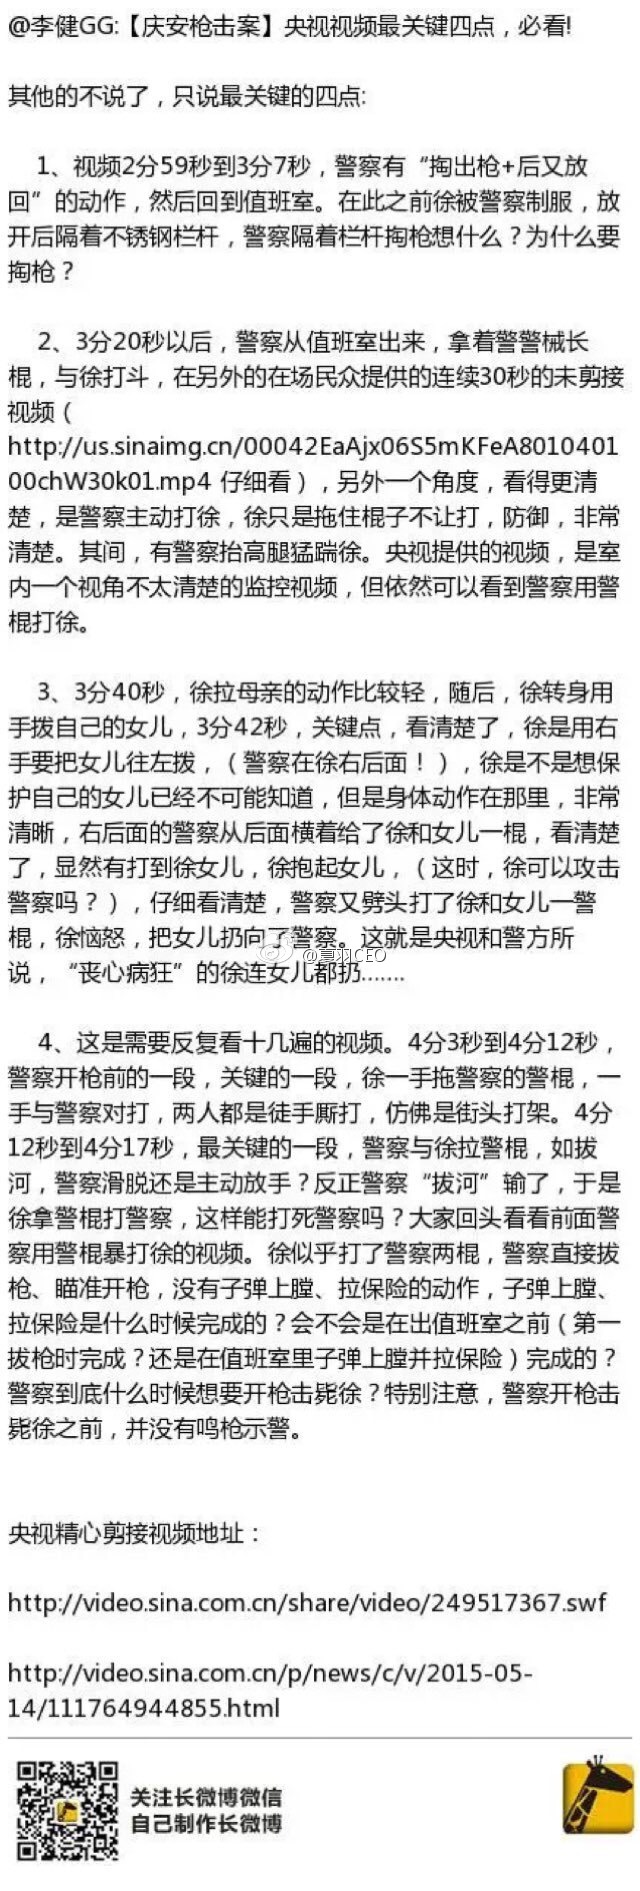 @李健GG:【庆安枪击案】央视视频最关键四点，必看!
其他的不说了，只说最关键的四点:
1、视频2分59秒到3分7秒，警察有“掏出枪+后又放
回”的动作，然后回到值班室。在此之前徐被警察制服，放
开后隔着不锈钢栏杆，警察隔着栏杆掏枪想什么？为什么要
掏枪？
2、3分20秒以后，警察从值班室出来，拿着警警械长
棍，与徐打斗，在另外的在场民众提供的连续30秒的未剪接
视频（
http://us.sinaimg.cn/00042EaAjx06S5mKFeA8010401
00chW30k01.mp4 仔细看），另外一个角度，看得更清
楚，是警察主动打徐，徐只是拖住棍子不让打，防御，非常
清楚。其间，有警察抬高腿猛踹徐。央视提供的视频，是室
内一个视角不太清楚的监控视频，但依然可以看到警察用警
棍打徐。
3、3分40秒，徐拉母亲的动作比较轻，随后，徐转身用
手拨自己的女儿，3分42秒，关键点，看清楚了，徐是用右
手要把女儿往左拨，（警察在徐右后面！），徐是不是想保
护自己的女儿已经不可能知道，但是身体动作在那里，非常
清晰，右后面的警察从后面横着给了徐和女儿一棍，看清楚
了，显然有打到徐女儿，徐抱起女儿，（这时，徐可以攻击
警察吗？），仔细看清楚，警察又劈头打了徐和女儿一警
棍，徐恼怒，把女儿扔向了警察。这就是央视和警方所
说，“丧心病狂”的徐连女儿都扔.......
@夏羽CEO
4、这是需要反复看十几遍的视频。4分3秒到4分12秒，
警察开枪前的一段，关键的一段，徐一手拖警察的警棍，一
手与警察对打，两人都是徒手厮打，仿佛是街头打架。4分
12秒到4分17秒，最关键的一段，警察与徐拉警棍，如拔
河，警察滑脱还是主动放手？反正警察“拔河”输了，于是
徐拿警棍打警察，这样能打死警察吗？大家回头看看前面警
察用警棍暴打徐的视频。徐似乎打了警察两棍，警察直接拔
枪、瞄准开枪，没有子弹上膛、拉保险的动作，子弹上膛、
拉保险是什么时候完成的？会不会是在出值班室之前（第一
拔枪时完成？还是在值班室里子弹上膛并拉保险）完成的？
警察到底什么时候想要开枪击毙徐？特别注意，警察开枪击
毙徐之前，并没有鸣枪示警。
央视精心剪接视频地址：
http://video.sina.com.cn/share/video/249517367.swf
http://video.sina.com.cn/p/news/c/v/2015-05-
14/111764944855.html
关注长微博微信
自己制作长微博